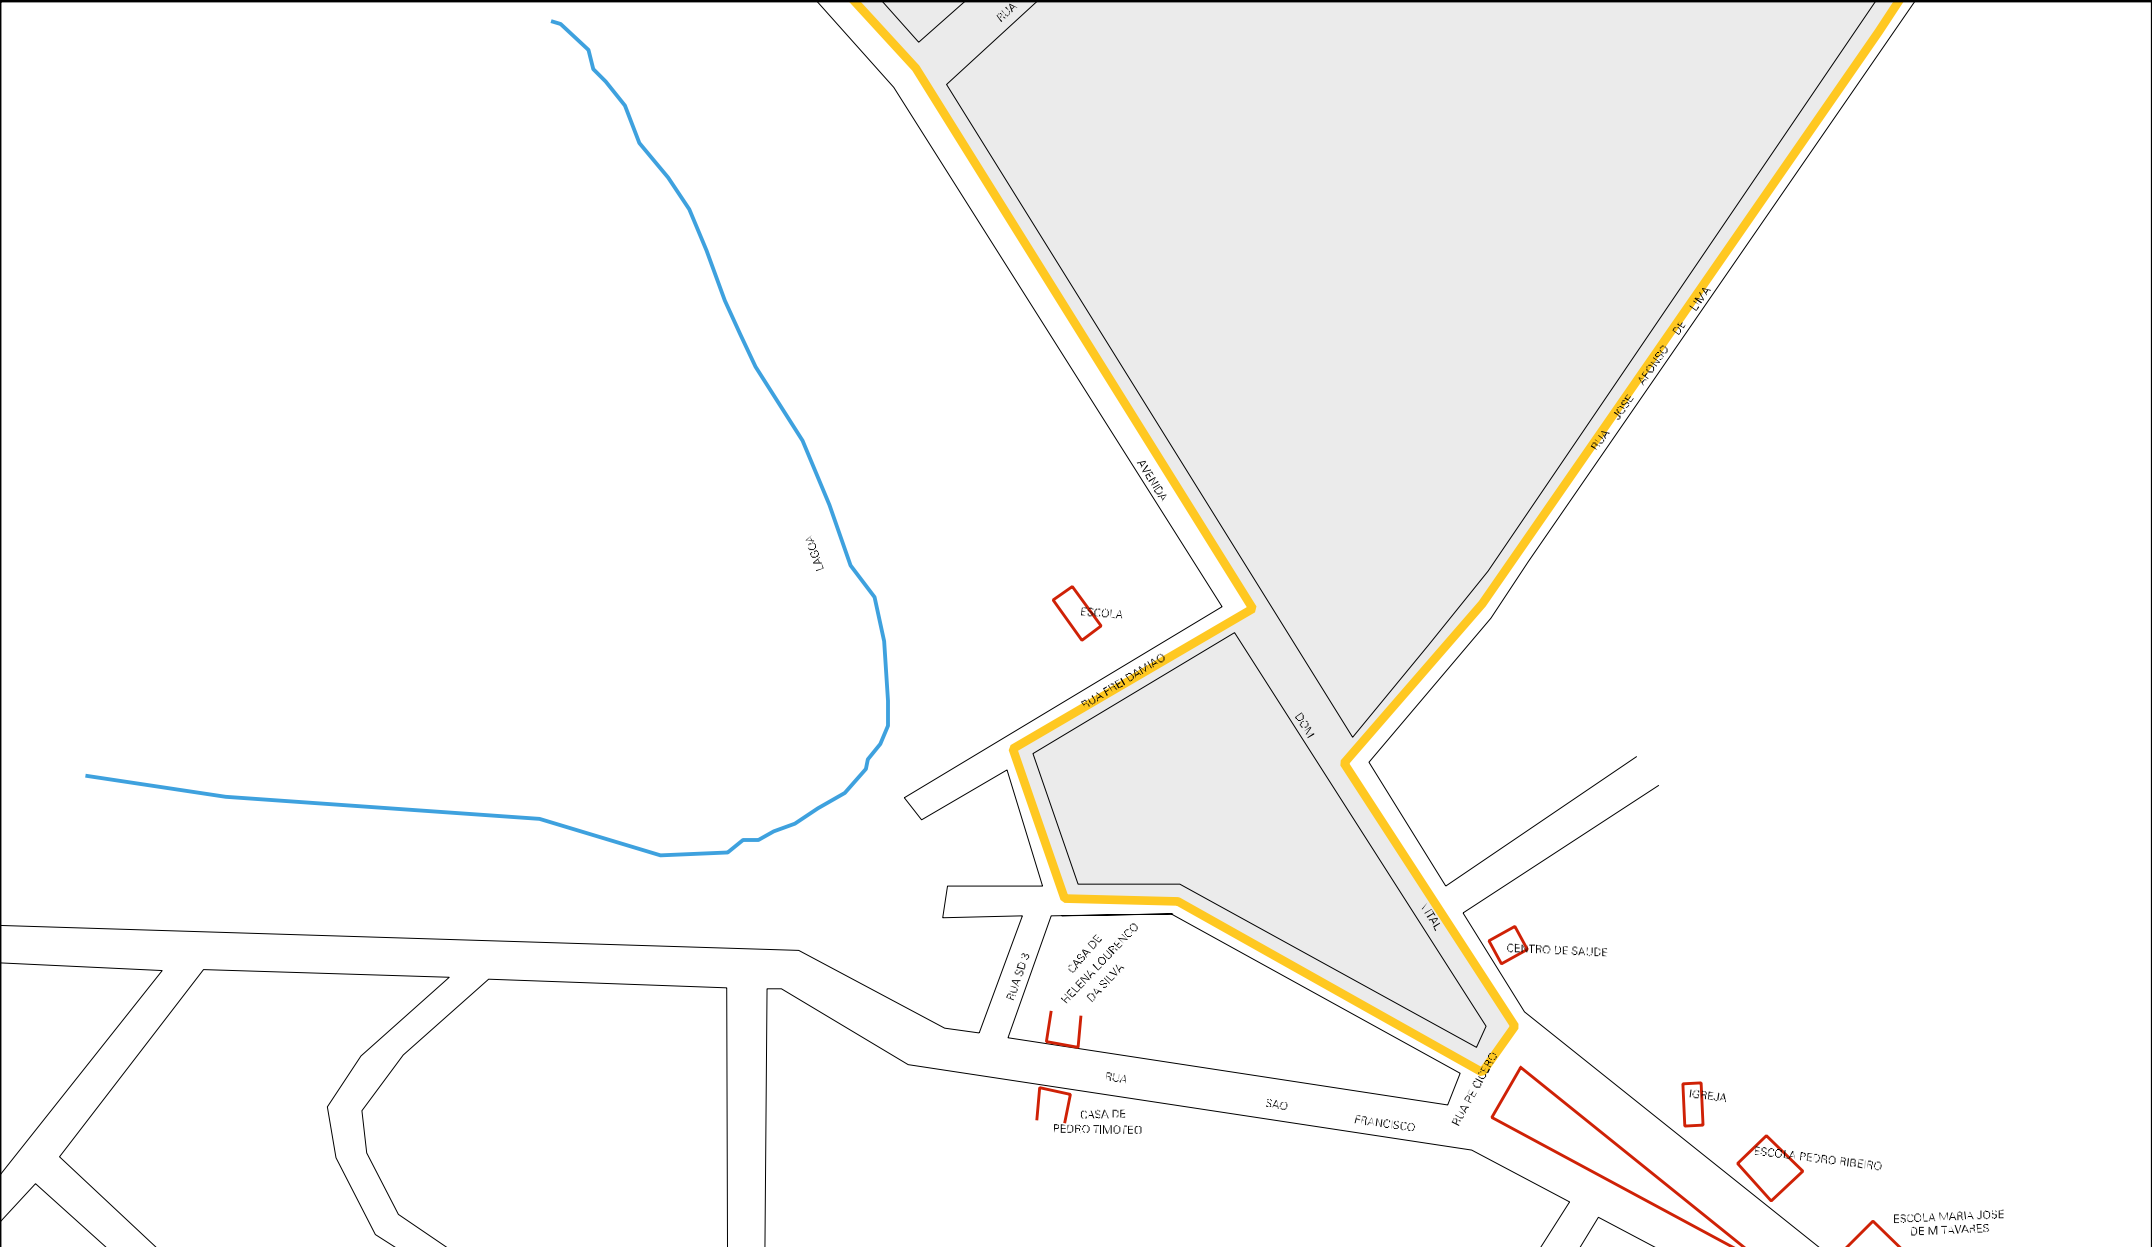 RUA
RUA JOSE AFONSO DE LIMA
AVENIDA
LAGOA
ESCOLA
RUA FREI DAMIAO
DOM
VITAL
CENTRO DE SAUDE
CASA DE
HELENA LOURENCO
DA SILVA
RUA SD 3
RUA
SAO
FRANCISCO
RUA PE CICERO
CASA DE
PEDRO TIMOTEO
IGREJA
ESCOLA PEDRO RIBEIRO
ESCOLA MARIA JOSE
DE M TAVARES